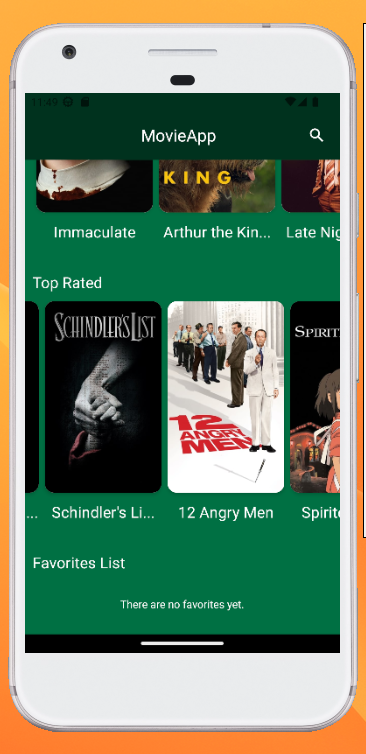 11:49
MovieApp
KING
Immaculate
Arthur the Kin...
Late Nig
Top Rated
SCHINDLER'S LIST
12
ANGRY
MEN
SPIRIT
...
Schindler's Li...
12 Angry Men
Spirite
Favorites List
There are no favorites yet.